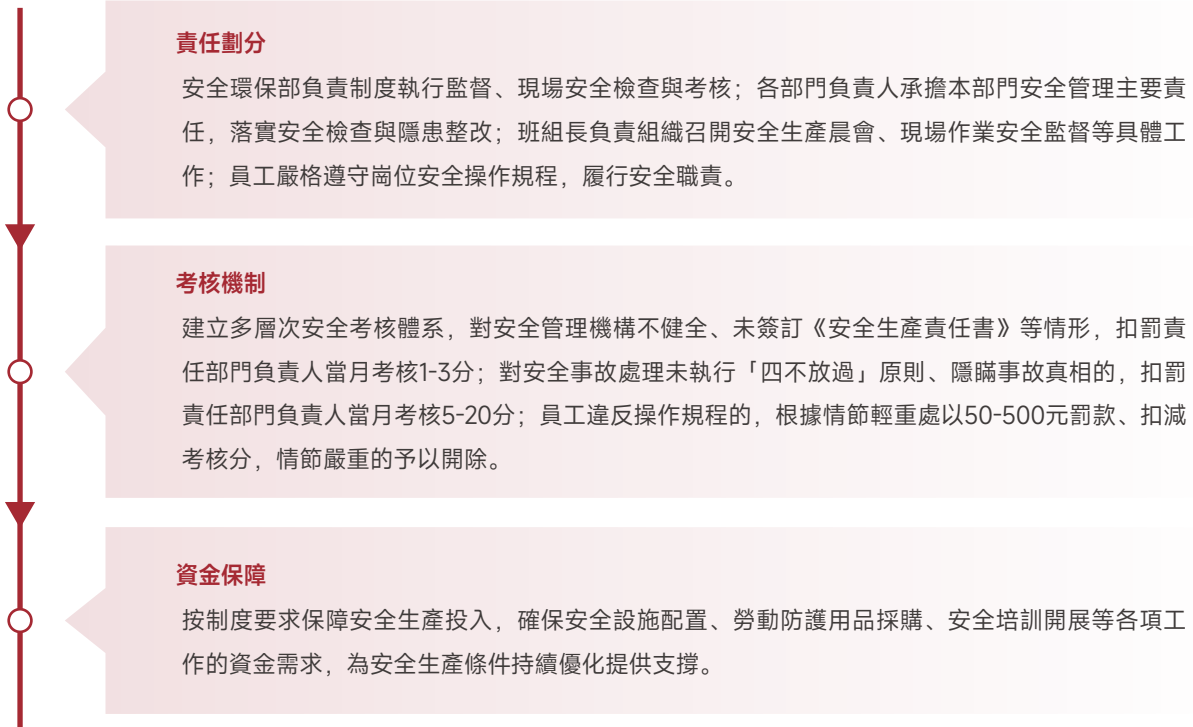 責任劃分
安全環保部負責制度執行監督、現場安全檢查與考核；各部門負責人承擔本部門安全管理主要責
任，落實安全檢查與隱患整改；班組長負責組織召開安全生產晨會、現場作業安全監督等具體工
作；員工嚴格遵守崗位安全操作規程，履行安全職責。
考核機制
建立多層次安全考核體系，對安全管理機構不健全、未簽訂《安全生產責任書》等情形，扣罰責
任部門負責人當月考核1-3分；對安全事故處理未執行「四不放過」原則、隱瞞事故真相的，扣罰
責任部門負責人當月考核5-20分；員工違反操作規程的，根據情節輕重處以50-500元罰款、扣減
考核分，情節嚴重的予以開除。
資金保障
按制度要求保障安全生產投入，確保安全設施配置、勞動防護用品採購、安全培訓開展等各項工
作的資金需求，為安全生產條件持續優化提供支撐。